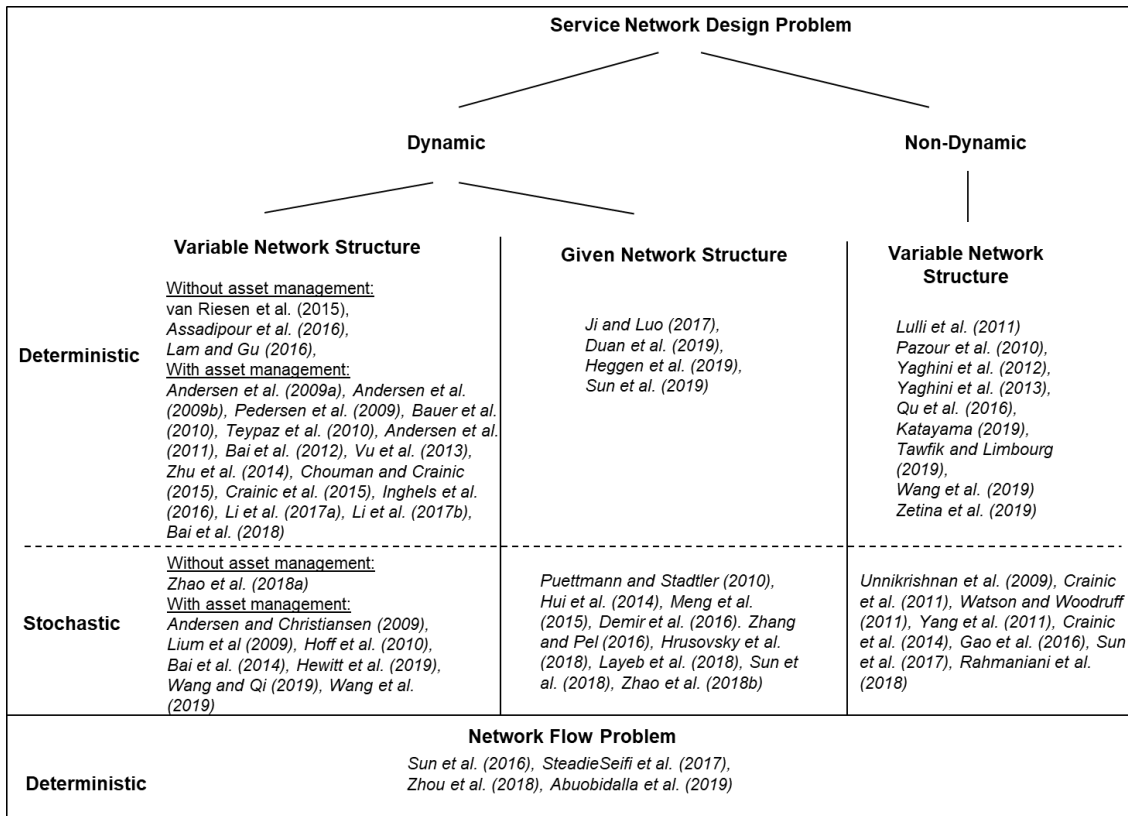 Service Network Design Problem
Dynamic
Non-Dynamic
Variable Network Structure
Given Network Structure
Variable Network
Structure
Deterministic
Without asset management:
van Riesen et al. (2015),
Assadipour et al. (2016),
Lam and Gu (2016),
With asset management:
Andersen et al. (2009a), Andersen et al.
(2009b), Pedersen et al. (2009), Bauer et al.
(2010), Teypaz et al. (2010), Andersen et al.
(2011), Bai et al. (2012), Vu et al. (2013),
Zhu et al. (2014), Chouman and Crainic
(2015), Crainic et al. (2015), Inghels et al.
(2016), Li et al. (2017a), Li et al. (2017b),
Bai et al. (2018)
Ji and Luo (2017),
Duan et al. (2019),
Heggen et al. (2019),
Sun et al. (2019)
Lulli et al. (2011)
Pazour et al. (2010),
Yaghini et al. (2012),
Yaghini et al. (2013),
Qu et al. (2016),
Katayama (2019),
Tawfik and Limbourg
(2019),
Wang et al. (2019)
Zetina et al. (2019)
Stochastic
Without asset management:
Zhao et al. (2018a)
With asset management:
Andersen and Christiansen (2009),
Lium et al (2009), Hoff et al. (2010),
Bai et al. (2014), Hewitt et al. (2019),
Wang and Qi (2019), Wang et al.
(2019)
Puettmann and Stadtler (2010),
Hui et al. (2014), Meng et al.
(2015), Demir et al. (2016). Zhang
and Pel (2016), Hrusovsky et al.
(2018), Layeb et al. (2018), Sun et
al. (2018), Zhao et al. (2018b)
Unnikrishnan et al. (2009), Crainic
et al. (2011), Watson and Woodruff
(2011), Yang et al. (2011), Crainic
et al. (2014), Gao et al. (2016), Sun
et al. (2017), Rahmaniani et al.
(2018)
Network Flow Problem
Deterministic
Sun et al. (2016), SteadieSeifi et al. (2017),
Zhou et al. (2018), Abuobidalla et al. (2019)